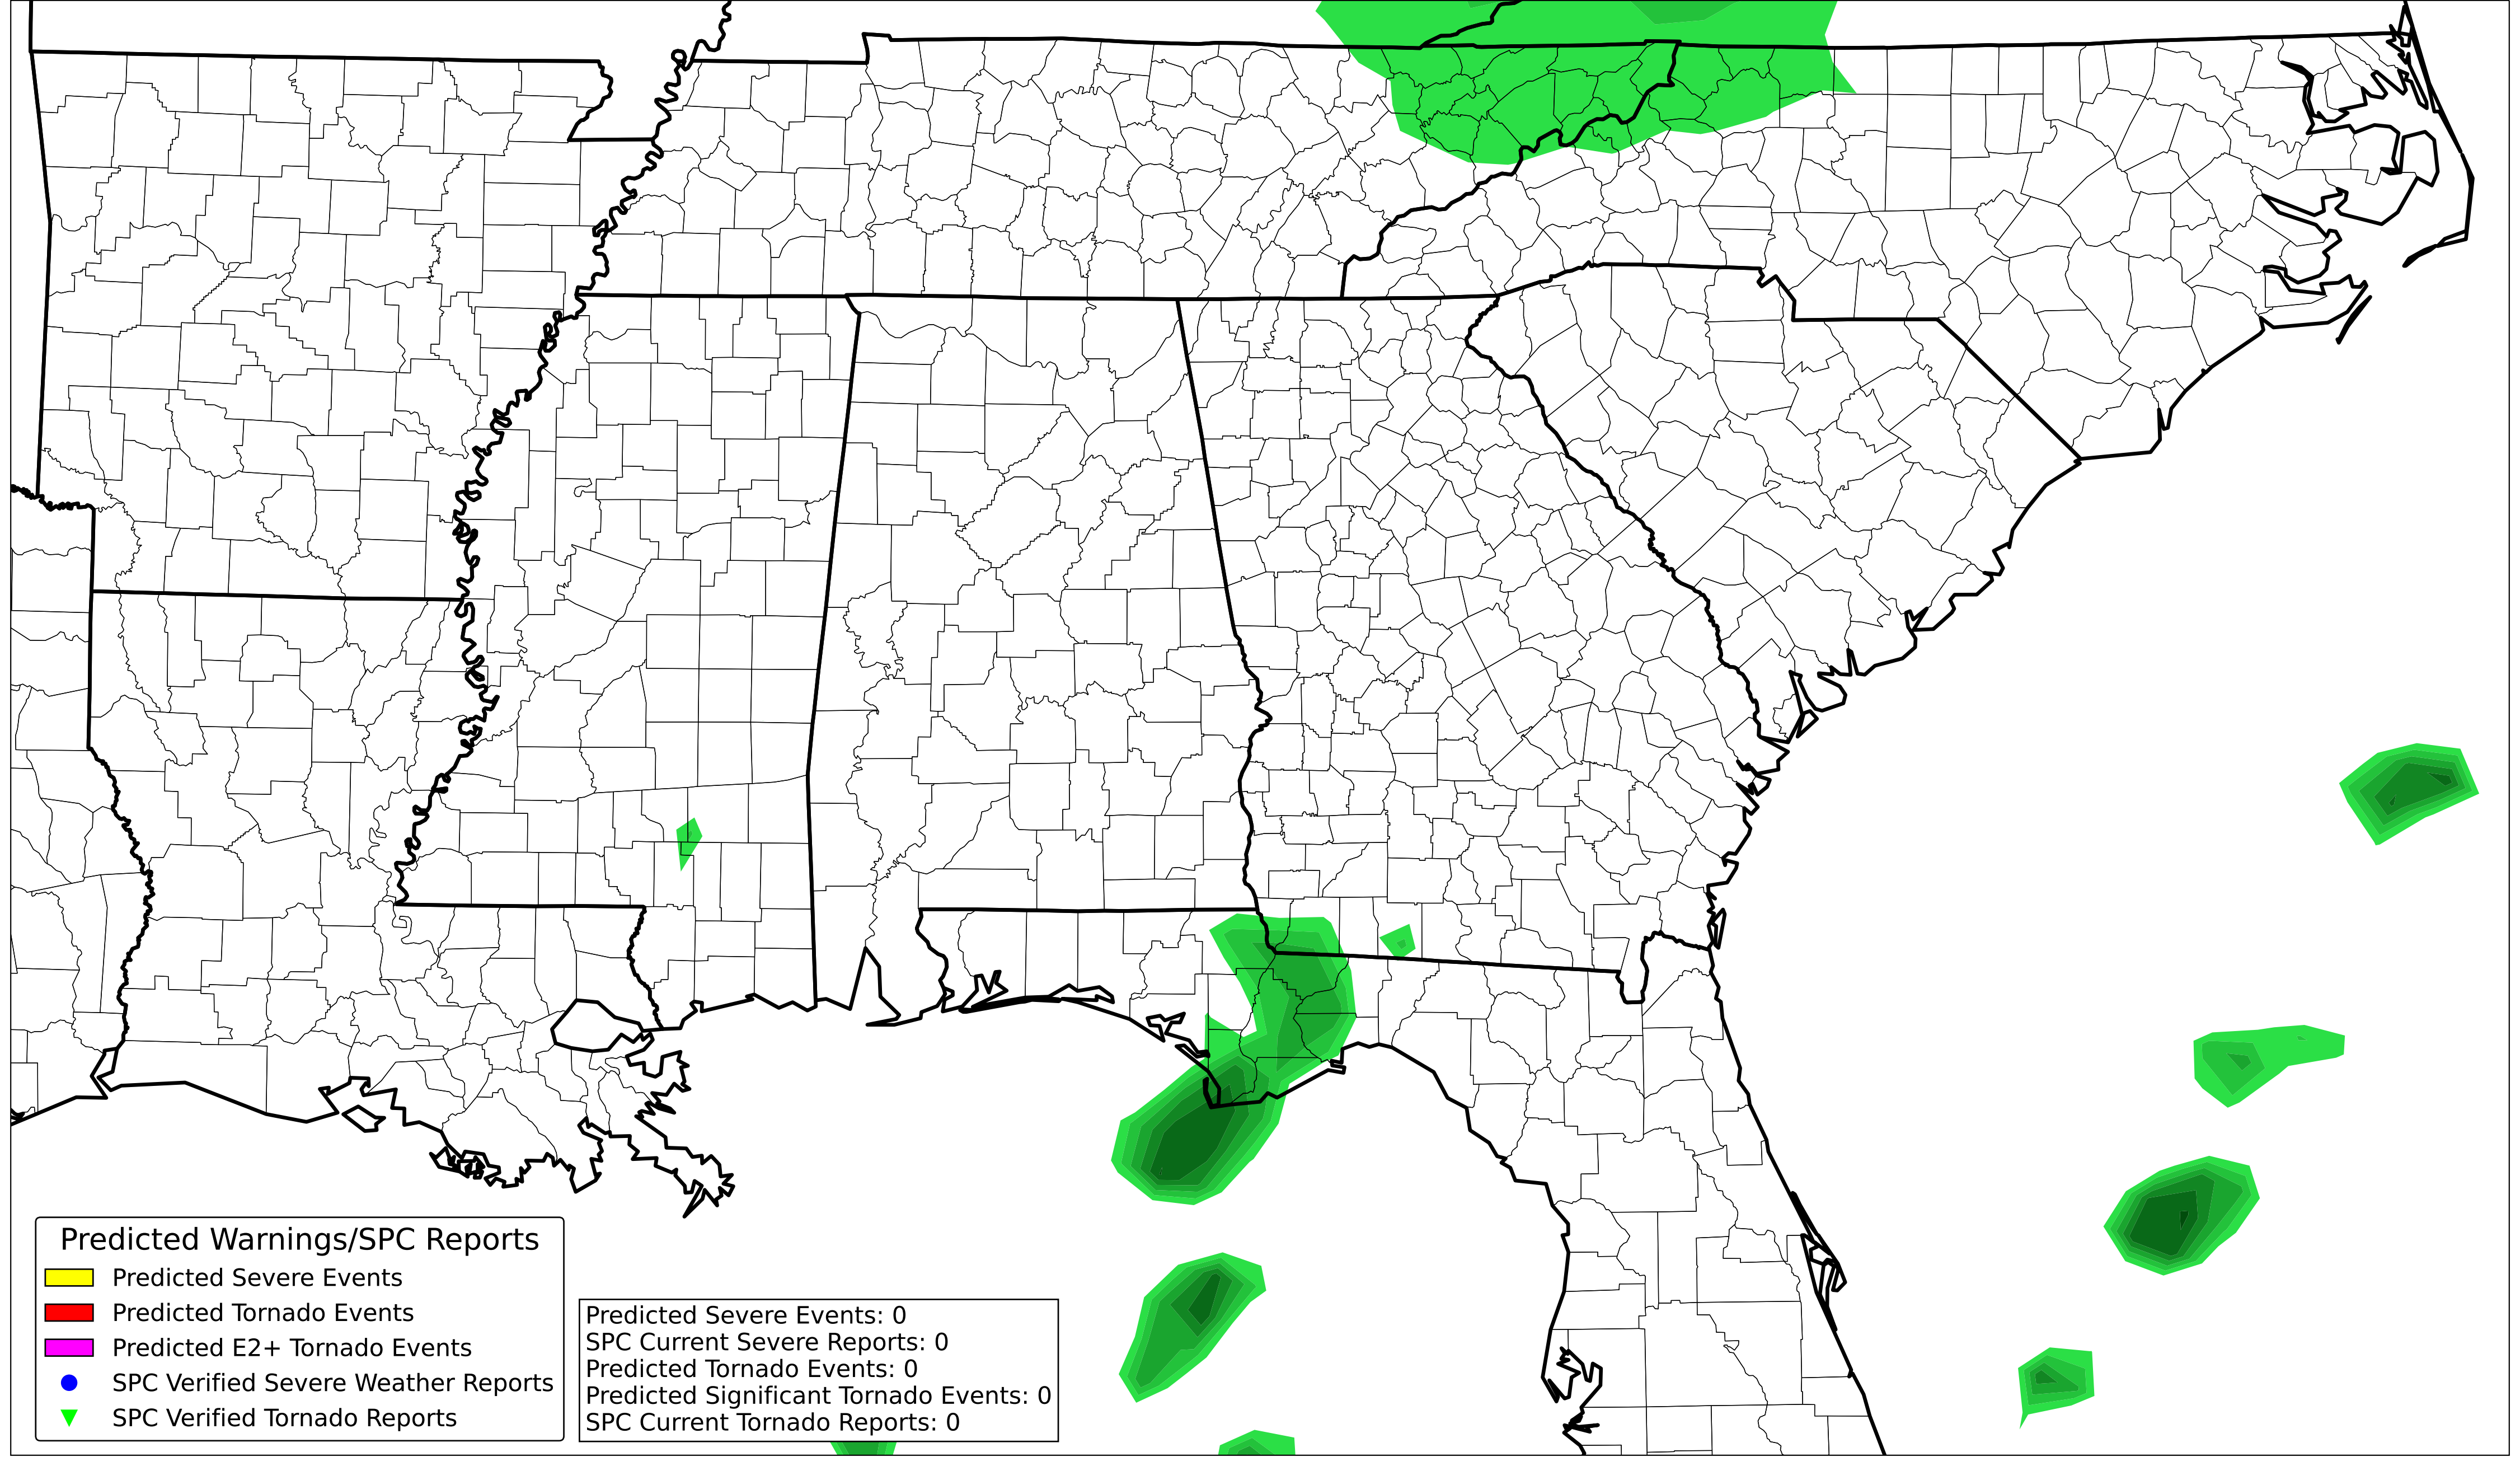 Predicted Warnings/SPC Reports
Predicted Severe Events
Predicted Tornado Events
Predicted E2+ Tornado Events
SPC Verified Severe Weather Reports
SPC Verified Tornado Reports
Predicted Severe Events: 0
SPC Current Severe Reports: 0
Predicted Tornado Events: 0
Predicted Significant Tornado Events: 0
SPC Current Tornado Reports: 0